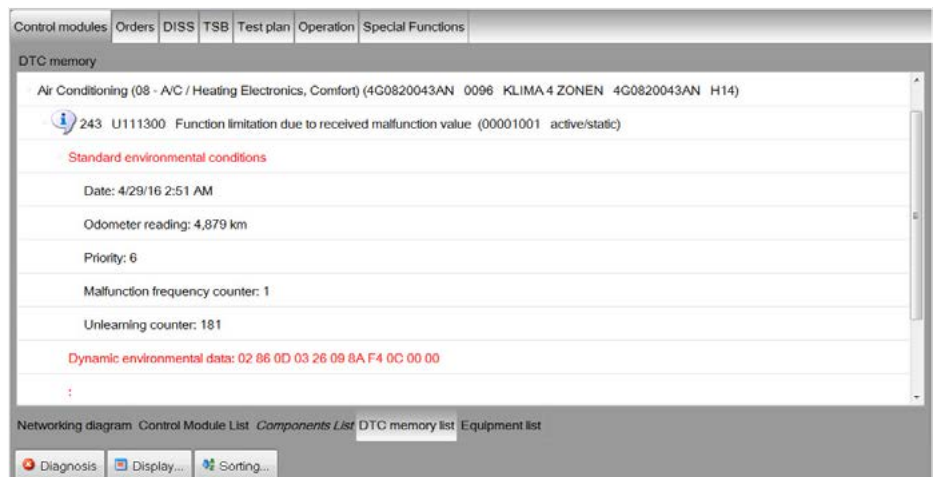 Control modules Orders DISS TSB Test plan Operation Special Functions
DTC memory
Air Conditioning (08 - A/C / Heating Electronics, Comfort) (4G0820043AN 0096 KLIMA 4 ZONEN 4G0820043AN H14)
243 U111300 Function limitation due to received malfunction value (00001001 active/static)
Standard environmental conditions
Date: 4/29/16 2:51 AM
Odometer reading: 4,879 km
Priority: 6
Malfunction frequency counter: 1
Unlearning counter: 181
Dynamic environmental data: 02 86 0D 03 26 09 8A F4 0C 00 00
:
Networking diagram Control Module List Components List DTC memory list Equipment list
Diagnosis Display... Sorting...